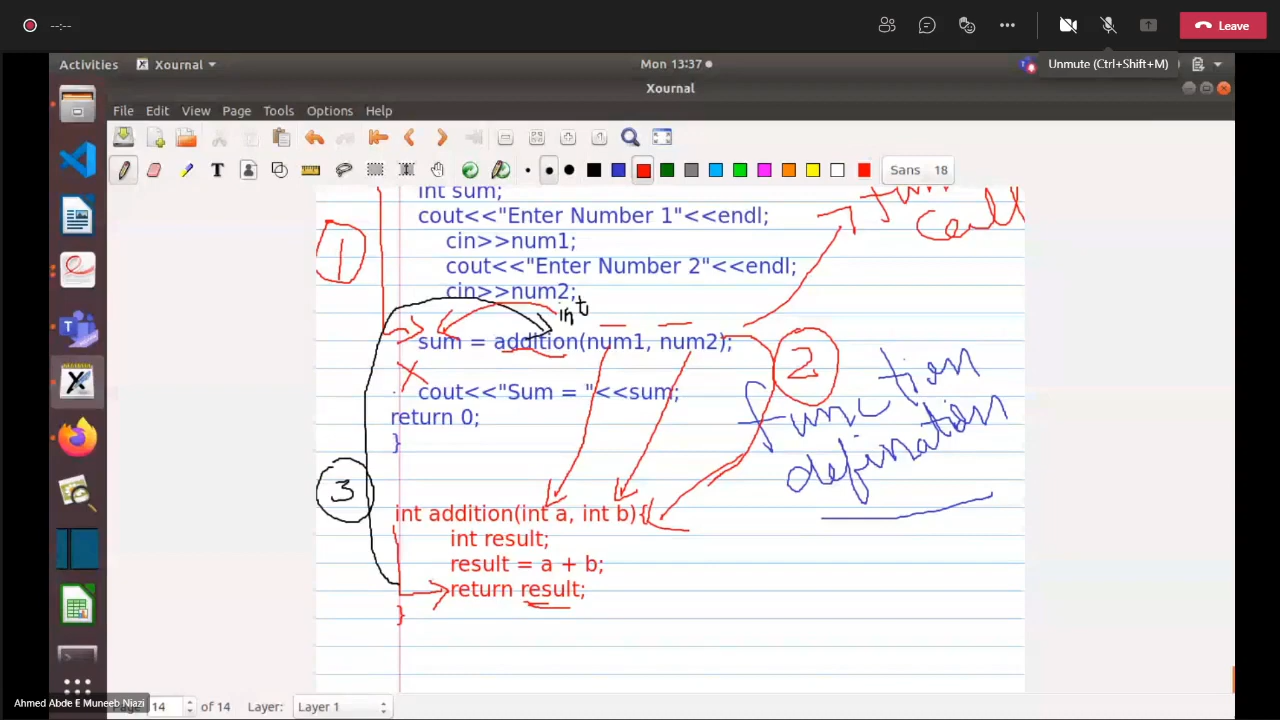 --:--
Leave
Activities
Xournal
Mon 13:37
Unmute (Ctrl+Shift+M)
Xournal
File Edit View Page Tools Options Help
Sans 18
int sum;
cout<<"Enter Number 1"<<endl;
call
1
cin>>num1;
cout<<"Enter Number 2"<<endl;
cin>>num2;
int
sum = addition(num1, num2);
2
cout<<"Sum = "<<sum;
function
return 0;
}
defination
3
int addition(int a, int b){
int result;
result = a + b;
return result;
}
Ahmed Abde E Muneeb Niazi
14 of 14 Layer: Layer 1